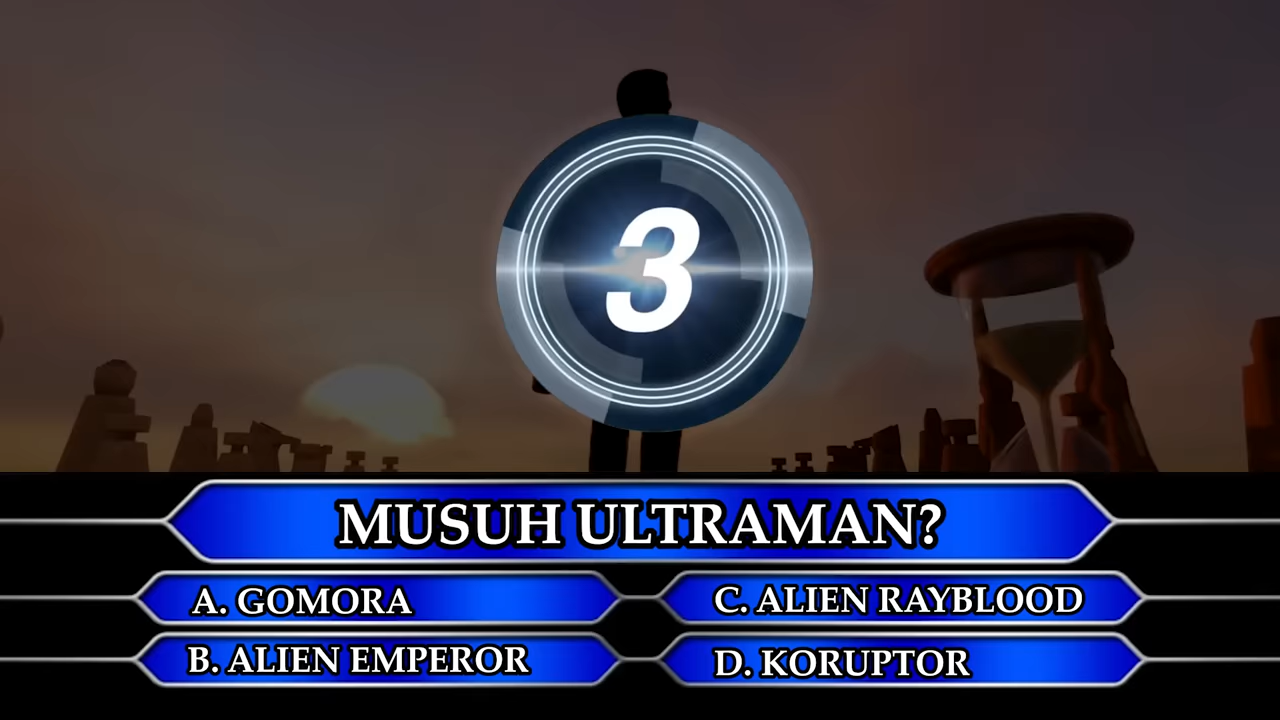 3
MUSUH ULTRAMAN?
A. GOMORA
C. ALIEN RAYBLOOD
B. ALIEN EMPEROR
D. KORUPTOR